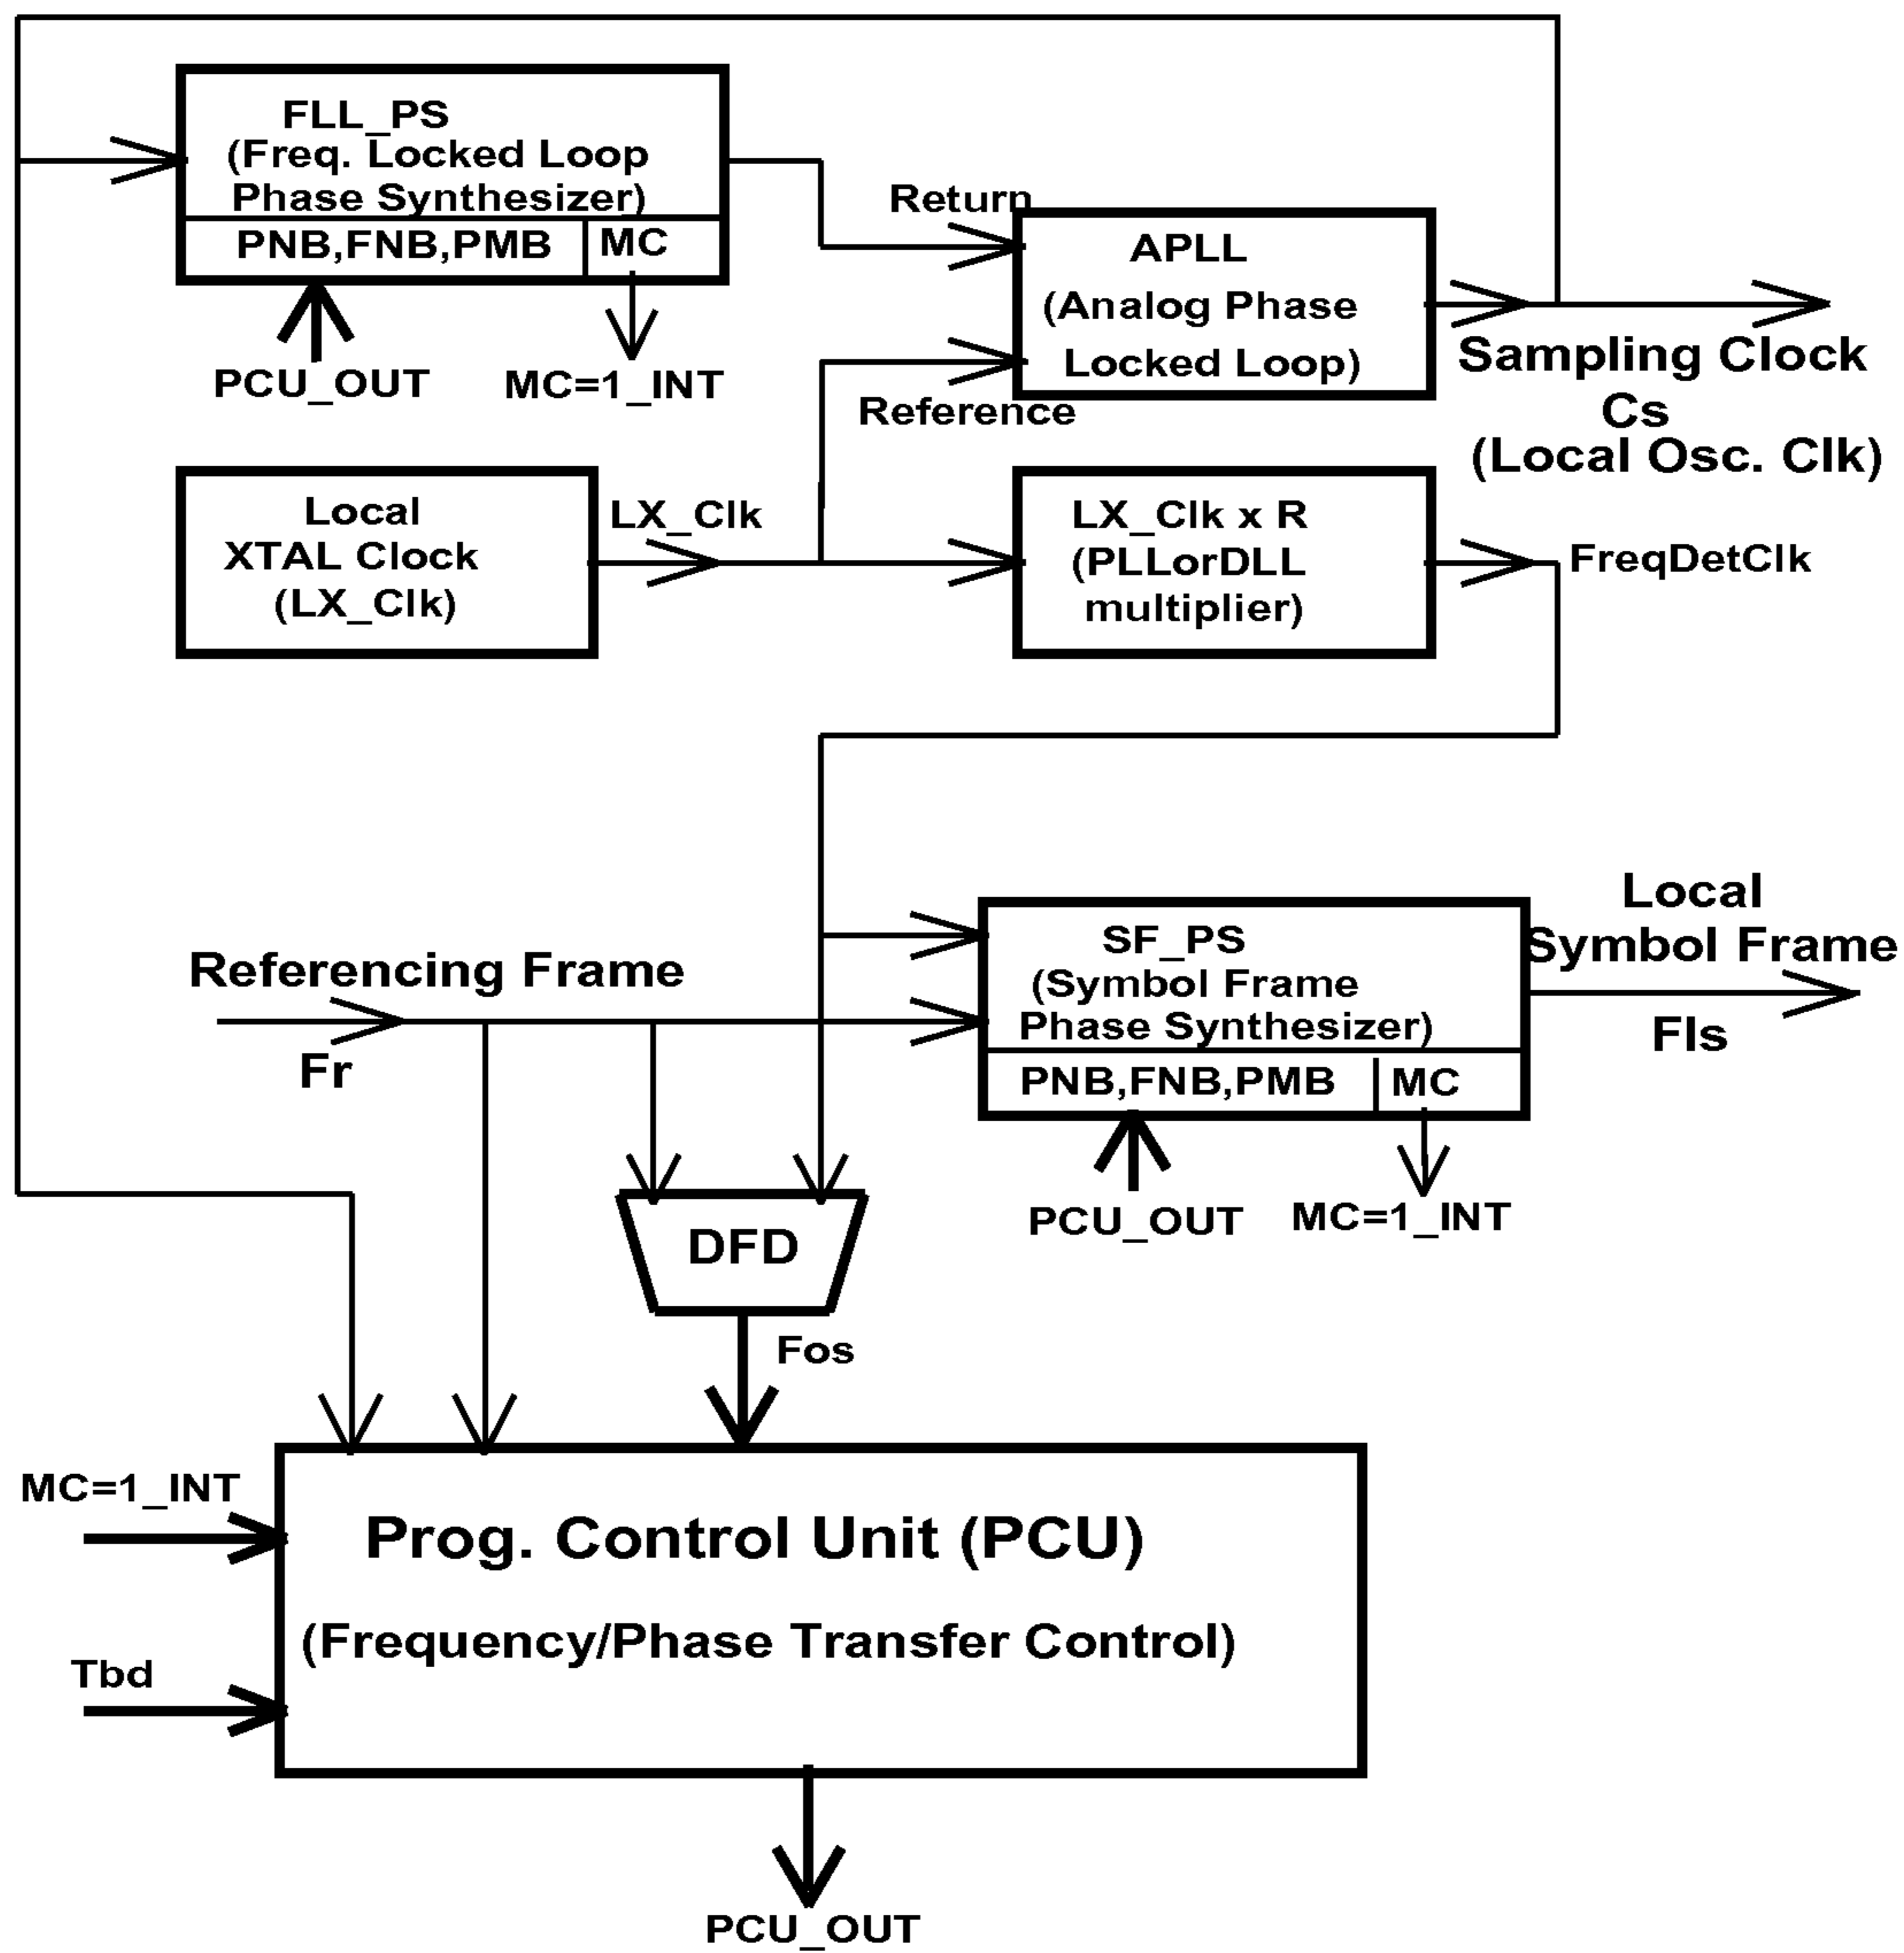 FLL_PS
(Freq. Locked Loop
Phase Synthesizer)
PNB,FNB,PMB
MC
PCU_OUT
MC=1_INT
Return
APLL
(Analog Phase
Locked Loop)
Reference
Sampling Clock
Cs
(Local Osc. Clk)
Local
XTAL Clock
(LX_Clk)
LX_Clk
LX_Clk x R
(PLLorDLL
multiplier)
FreqDetClk
Referencing Frame
Fr
SF_PS
(Symbol Frame
Phase Synthesizer)
PNB,FNB,PMB
MC
PCU_OUT
MC=1_INT
Local
Symbol Frame
Fls
DFD
Fos
MC=1_INT
Tbd
Prog. Control Unit (PCU)
(Frequency/Phase Transfer Control)
PCU_OUT